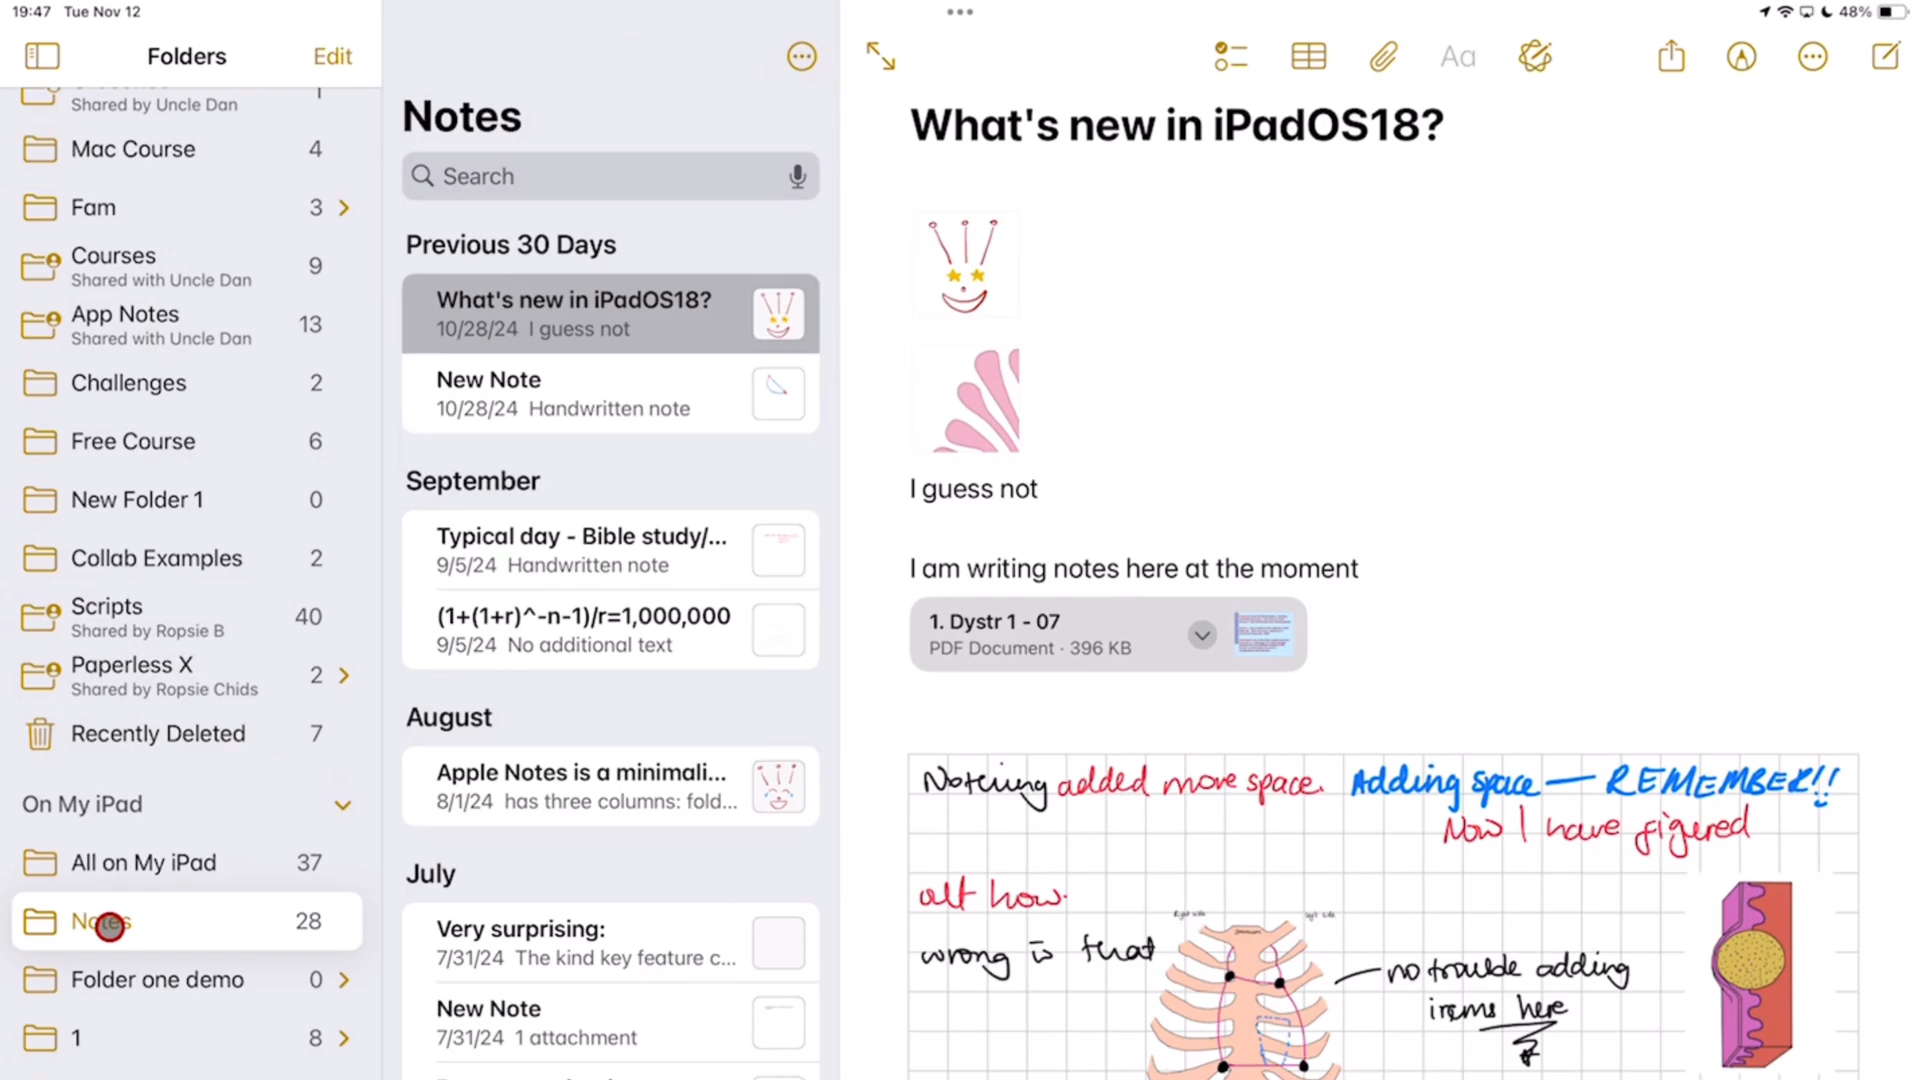 19:47 Tue Nov 12
48%
Folders
Edit
Shared by Uncle Dan
Mac Course 4
Fam 3
Courses 9
Shared with Uncle Dan
App Notes 13
Shared with Uncle Dan
Challenges 2
Free Course 6
New Folder 1 0
Collab Examples 2
Scripts 40
Shared by Ropsie B
Paperless X 2
Shared by Ropsie Chids
Recently Deleted 7
On My iPad
All on My iPad 37
Notes 28
Folder one demo 0
1 8
Notes
Search
Previous 30 Days
What's new in iPadOS18?
10/28/24 I guess not
New Note
10/28/24 Handwritten note
September
Typical day - Bible study/...
9/5/24 Handwritten note
(1+(1+r)^-n-1)/r=1,000,000
9/5/24 No additional text
August
Apple Notes is a minimali...
8/1/24 has three columns: fold...
July
Very surprising:
7/31/24 The kind key feature c...
New Note
7/31/24 1 attachment
Aa
What's new in iPadOS18?
I guess not
I am writing notes here at the moment
1. Dystr 1 - 07
PDF Document · 396 KB
added more space. Adding space — REMEMBER!!
Now I have figered
how.
wrong is that
Right side
Left side
no trouble adding
here